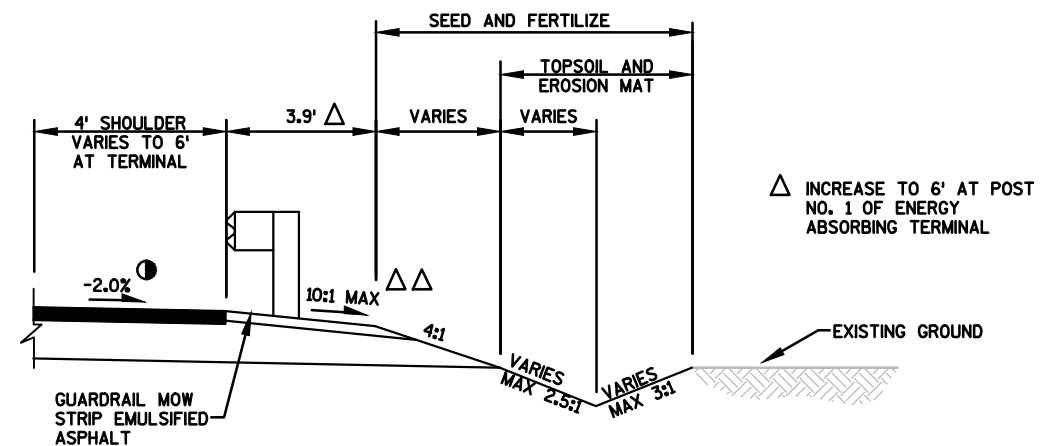 SEED AND FERTILIZE
TOPSOIL AND
EROSION MAT
4' SHOULDER
VARIES TO 6'
AT TERMINAL
3.9' △
VARIES
VARIES
△ INCREASE TO 6' AT POST
NO. 1 OF ENERGY
ABSORBING TERMINAL
-2.0%
10:1 MAX
△△
4:1
EXISTING GROUND
VARIES
MAX 2.5:1
VARIES
MAX 3:1
GUARDRAIL MOW
STRIP EMULSIFIED
ASPHALT